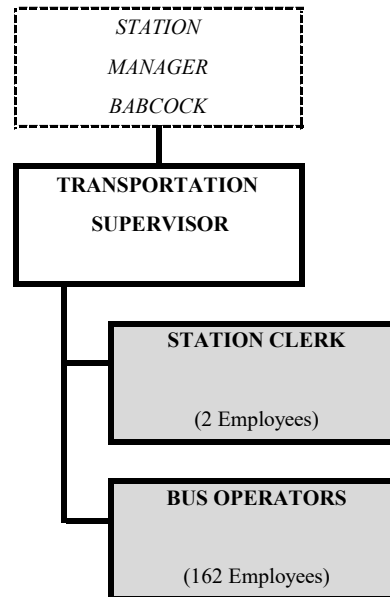 STATION
MANAGER
BABCOCK
TRANSPORTATION
SUPERVISOR
STATION CLERK
(2 Employees)
BUS OPERATORS
(162 Employees)